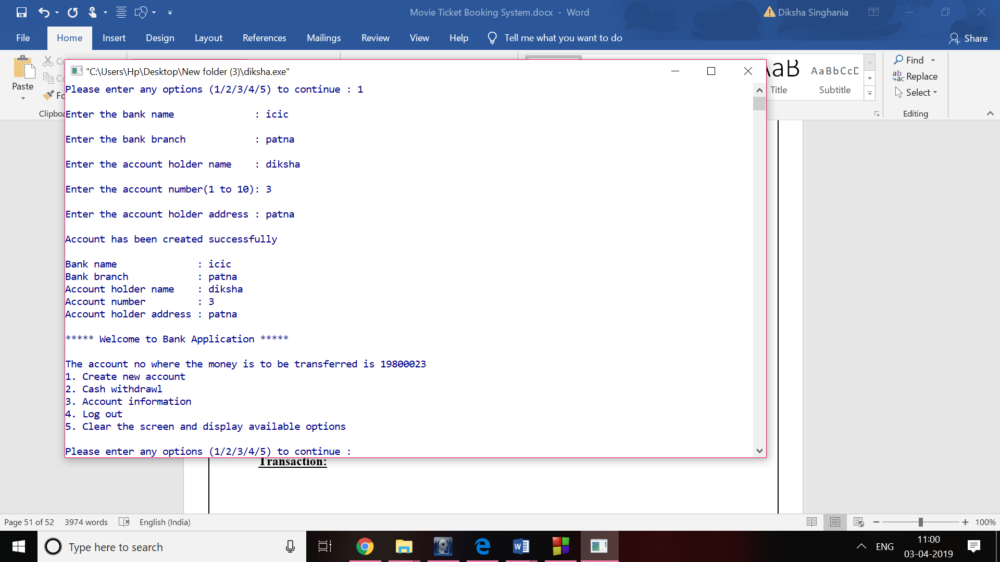 Movie Ticket Booking System.docx - Word
Diksha Singhania
File Home Insert Design Layout References Mailings Review View Help Tell me what you want to do Share
Paste
Clipboa
Title
AaBbCcD
Subtitle
Find
Replace
Select
Editing
"C:\Users\Hp\Desktop\New folder (3)\diksha.exe"
Please enter any options (1/2/3/4/5) to continue : 1
Enter the bank name : icic
Enter the bank branch : patna
Enter the account holder name : diksha
Enter the account number(1 to 10): 3
Enter the account holder address : patna
Account has been created successfully
Bank name : icic
Bank branch : patna
Account holder name : diksha
Account number : 3
Account holder address : patna
***** Welcome to Bank Application *****
The account no where the money is to be transferred is 19800023
1. Create new account
2. Cash withdrawl
3. Account information
4. Log out
5. Clear the screen and display available options
Please enter any options (1/2/3/4/5) to continue :
Transaction:
Page 51 of 52 3974 words English (India) 100%
Type here to search
ENG
11:00
03-04-2019